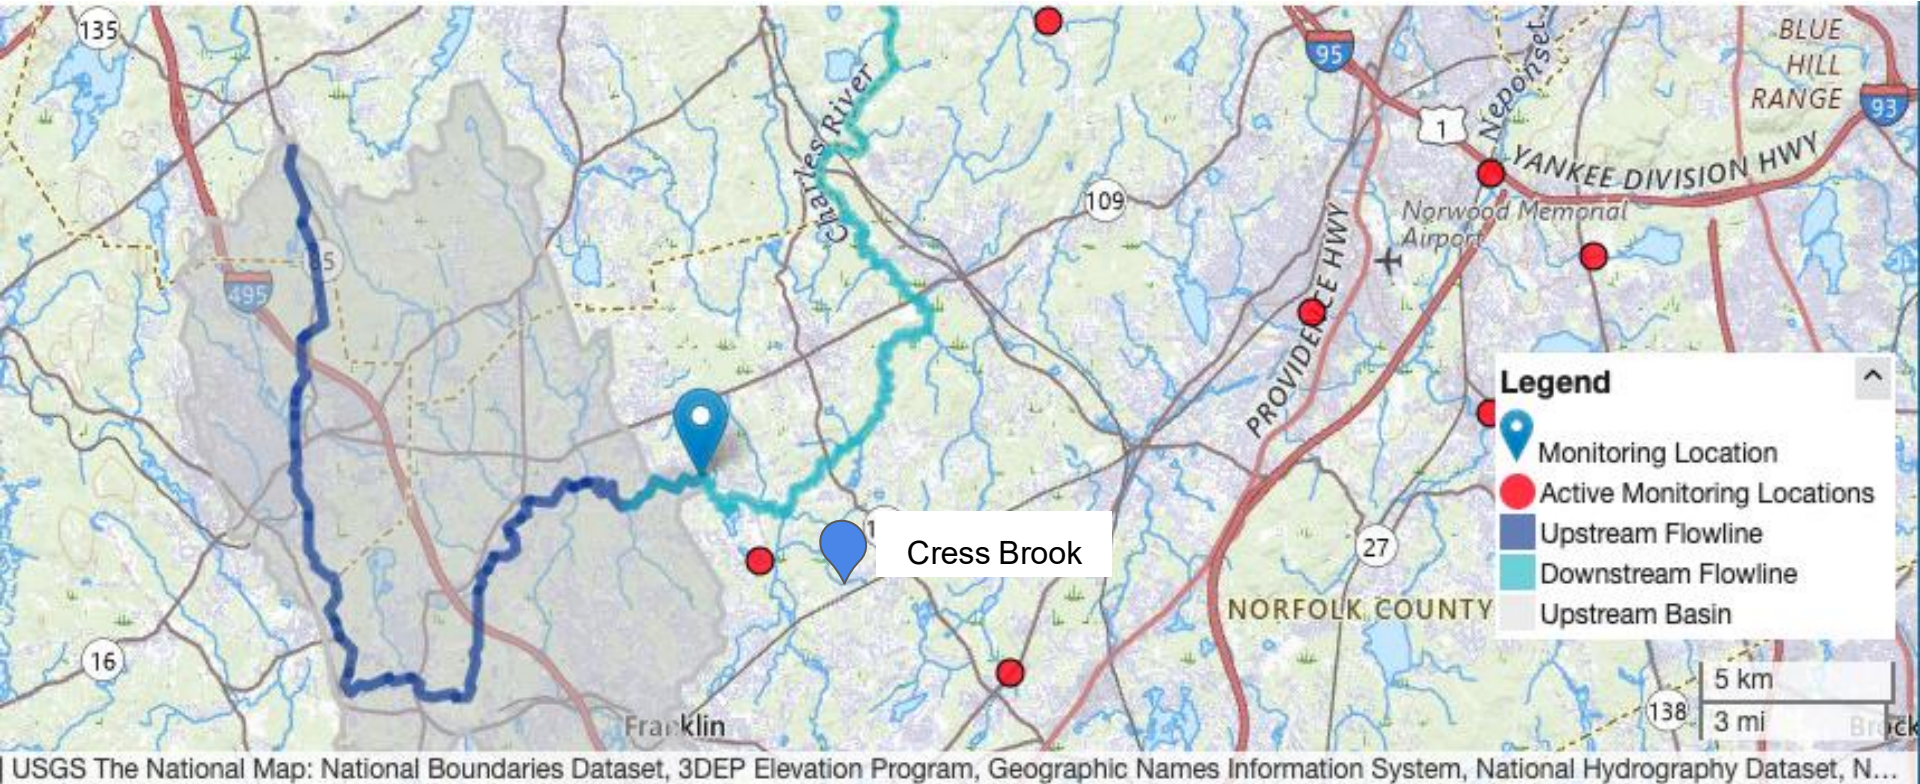 135
95
BLUE
HILL
RANGE
93
1
Neponset
Charles River
YANKEE DIVISION HWY
109
Norwood Memorial
Airport
PROVIDENCE HWY
495
Legend
Monitoring Location
Active Monitoring Locations
Upstream Flowline
Downstream Flowline
Upstream Basin
Cress Brook
27
NORFOLK COUNTY
16
5 km
3 mi
138
Franklin
USGS The National Map: National Boundaries Dataset, 3DEP Elevation Program, Geographic Names Information System, National Hydrography Dataset, N...